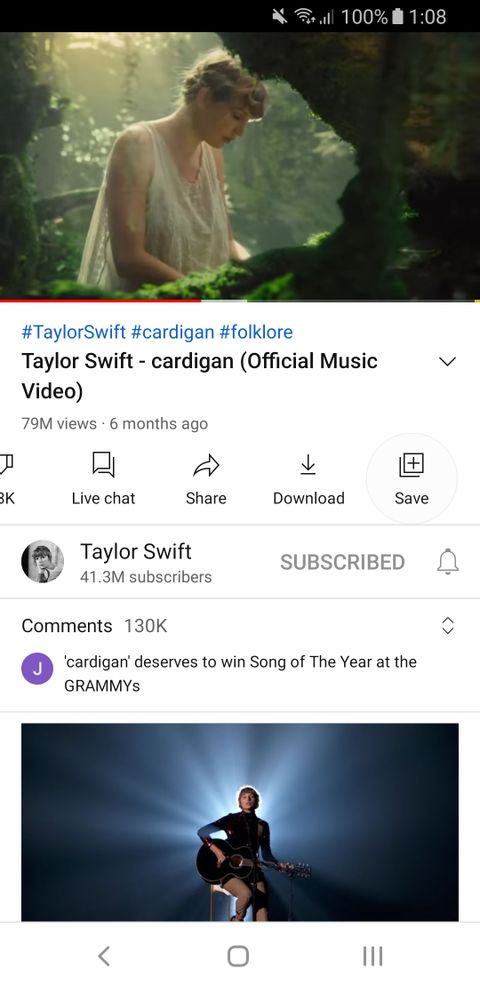 100% 1:08
#TaylorSwift #cardigan #folklore
Taylor Swift - cardigan (Official Music
Video)
79M views · 6 months ago
Live chat
Share
Download
Save
Taylor Swift
SUBSCRIBED
41.3M subscribers
Comments 130K
J
'cardigan' deserves to win Song of The Year at the
GRAMMYs